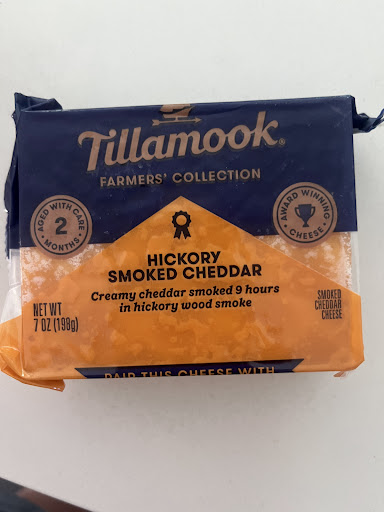 Tillamook®
FARMERS' COLLECTION
AGED WITH CARE
2
MONTHS
AWARD WINNING
CHEESE
HICKORY
SMOKED CHEDDAR
Creamy cheddar smoked 9 hours
in hickory wood smoke
NET WT
7 OZ (198g)
SMOKED
CHEDDAR
CHEESE
PAIR THIS CHEESE WITH